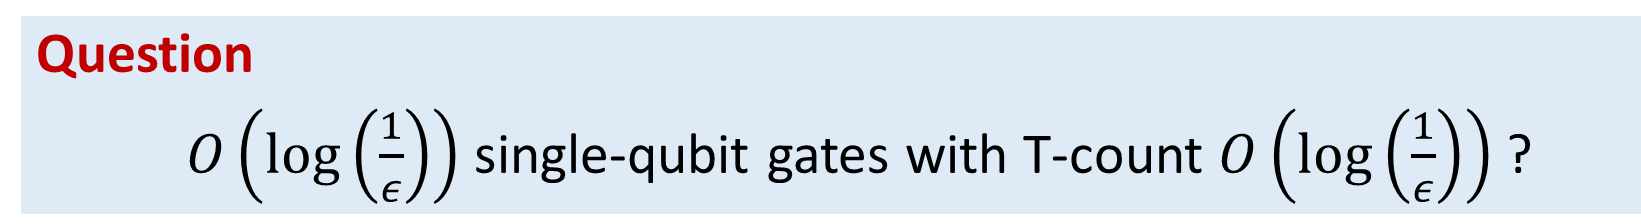 Question
O(log(1/ϵ)) single-qubit gates with T-count O(log(1/ϵ)) ?